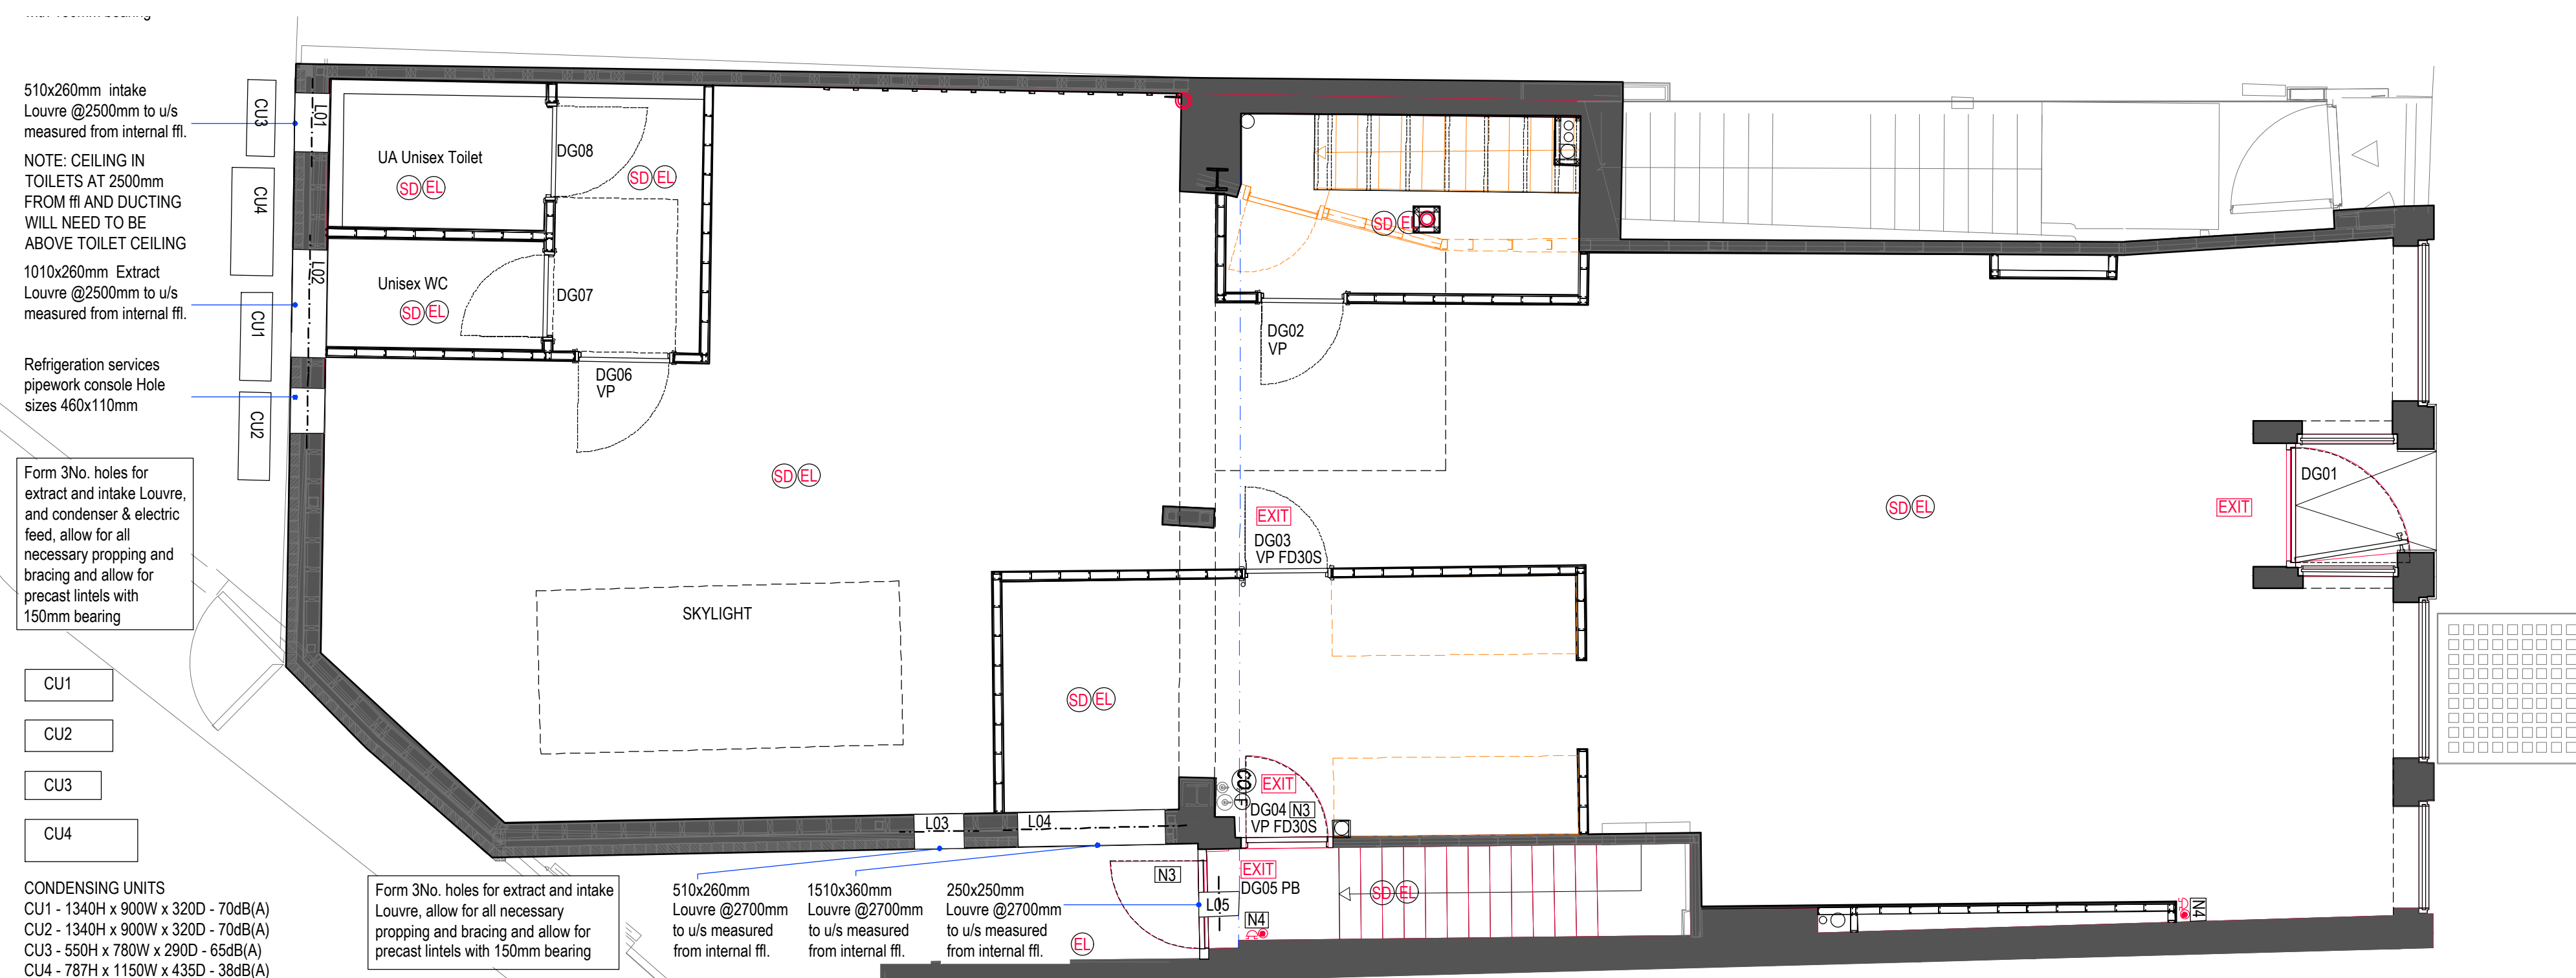 510x260mm intake
Louvre @2500mm to u/s
measured from internal ffl.
NOTE: CEILING IN
TOILETS AT 2500mm
FROM ffl AND DUCTING
WILL NEED TO BE
ABOVE TOILET CEILING
1010x260mm Extract
Louvre @2500mm to u/s
measured from internal ffl.
Refrigeration services
pipework console Hole
sizes 460x110mm
Form 3No. holes for
extract and intake Louvre,
and condenser & electric
feed, allow for all
necessary propping and
bracing and allow for
precast lintels with
150mm bearing
CU1
CU2
CU3
CU4
CONDENSING UNITS
CU1 - 1340H x 900W x 320D - 70dB(A)
CU2 - 1340H x 900W x 320D - 70dB(A)
CU3 - 550H x 780W x 290D - 65dB(A)
CU4 - 787H x 1150W x 435D - 38dB(A)
CU3
CU4
CU1
CU2
L01
L02
UA Unisex Toilet
SD EL
DG08
SD EL
Unisex WC
SD EL
DG07
DG06
VP
SD EL
SKYLIGHT
SD EL
SD EL
DG02
VP
EXIT
DG03
VP FD30S
SD EL
EXIT
DG01
SD EL
CO
F
EXIT
DG04 N3
VP FD30S
L03
L04
Form 3No. holes for extract and intake
Louvre, allow for all necessary
propping and bracing and allow for
precast lintels with 150mm bearing
510x260mm
Louvre @2700mm
to u/s measured
from internal ffl.
1510x360mm
Louvre @2700mm
to u/s measured
from internal ffl.
250x250mm
Louvre @2700mm
to u/s measured
from internal ffl.
N3
EL
EXIT
DG05 PB
L05
N4
SD EL
N4